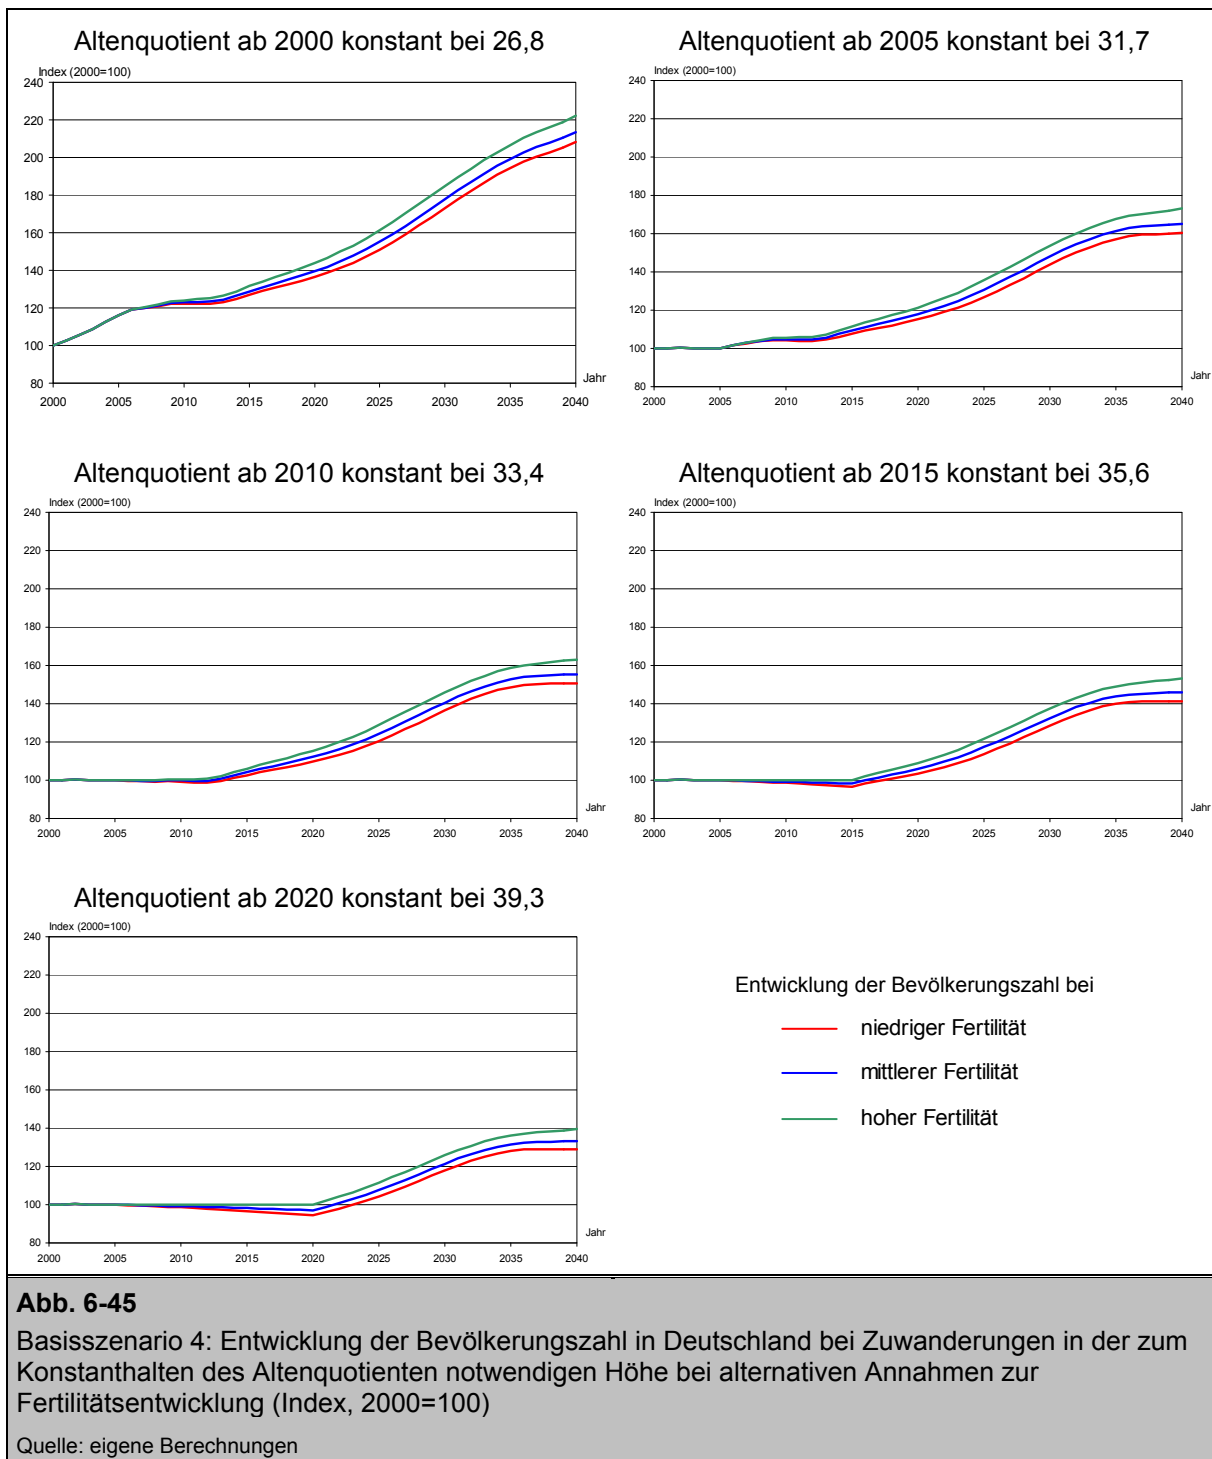 Altenquotient ab 2000 konstant bei 26,8
Index (2000=100)
240
220
200
180
160
140
120
100
80
Jahr
2000 2005 2010 2015 2020 2025 2030 2035 2040
Altenquotient ab 2005 konstant bei 31,7
Index (2000=100)
240
220
200
180
160
140
120
100
80
Jahr
2000 2005 2010 2015 2020 2025 2030 2035 2040
Altenquotient ab 2010 konstant bei 33,4
Index (2000=100)
240
220
200
180
160
140
120
100
80
Jahr
2000 2005 2010 2015 2020 2025 2030 2035 2040
Altenquotient ab 2015 konstant bei 35,6
Index (2000=100)
240
220
200
180
160
140
120
100
80
Jahr
2000 2005 2010 2015 2020 2025 2030 2035 2040
Altenquotient ab 2020 konstant bei 39,3
Index (2000=100)
240
220
200
180
160
140
120
100
80
Jahr
2000 2005 2010 2015 2020 2025 2030 2035 2040
Entwicklung der Bevölkerungszahl bei
niedriger Fertilität
mittlerer Fertilität
hoher Fertilität
Abb. 6-45
Basisszenario 4: Entwicklung der Bevölkerungszahl in Deutschland bei Zuwanderungen in der zum
Konstanthalten des Altenquotienten notwendigen Höhe bei alternativen Annahmen zur
Fertilitätsentwicklung (Index, 2000=100)
Quelle: eigene Berechnungen